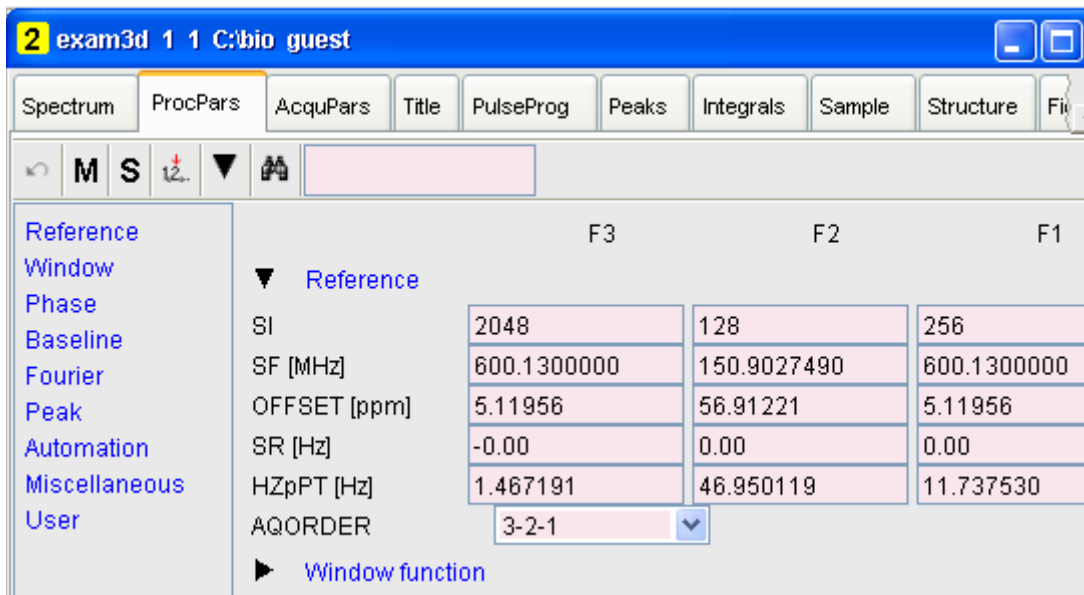 2 exam3d 1 1 C:\bio guest
Spectrum ProcPars AcquPars Title PulseProg Peaks Integrals Sample Structure
M S 1,2..
Reference
Window
Phase
Baseline
Fourier
Peak
Automation
Miscellaneous
User
F3 F2 F1
Reference
SI 2048 128 256
SF [MHz] 600.1300000 150.9027490 600.1300000
OFFSET [ppm] 5.11956 56.91221 5.11956
SR [Hz] -0.00 0.00 0.00
HZpPT [Hz] 1.467191 46.950119 11.737530
AQORDER 3-2-1
Window function